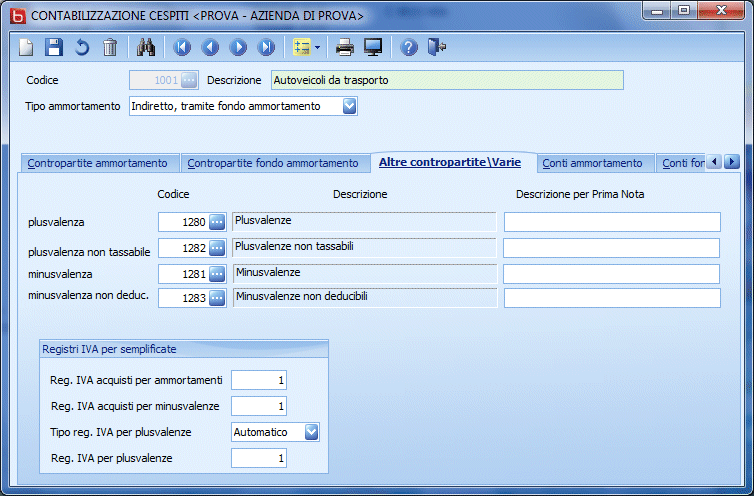 CONTABILIZZAZIONE CESPITI <PROVA - AZIENDA DI PROVA>
Codice 1001 Descrizione Autoveicoli da trasporto
Tipo ammortamento Indiretto, tramite fondo ammortamento
Contropartite ammortamento Contropartite fondo ammortamento Altre contropartite\Varie Conti ammortamento Conti for
Codice Descrizione Descrizione per Prima Nota
plusvalenza 1280 Plusvalenze
plusvalenza non tassabile 1282 Plusvalenze non tassabili
minusvalenza 1281 Minusvalenze
minusvalenza non deduc. 1283 Minusvalenze non deducibili
Registri IVA per semplificate
Reg. IVA acquisti per ammortamenti 1
Reg. IVA acquisti per minusvalenze 1
Tipo reg. IVA per plusvalenze Automatico
Reg. IVA per plusvalenze 1